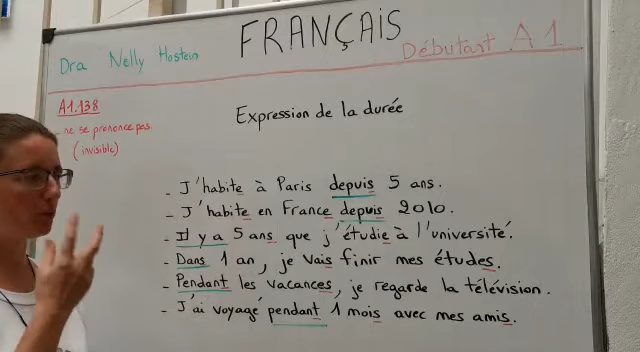 FRANÇAIS
Dra Nelly Hostein
Débutant A1
A1.138
- ne se prononce pas.
(invisible)
Expression de la durée
- J'habite à Paris depuis 5 ans.
- J'habite en France depuis 2010.
- Il y a 5 ans que j'étudie à l'université.
- Dans 1 an, je vais finir mes études.
- Pendant les vacances, je regarde la télévision.
- J'ai voyagé pendant 1 mois avec mes amis.